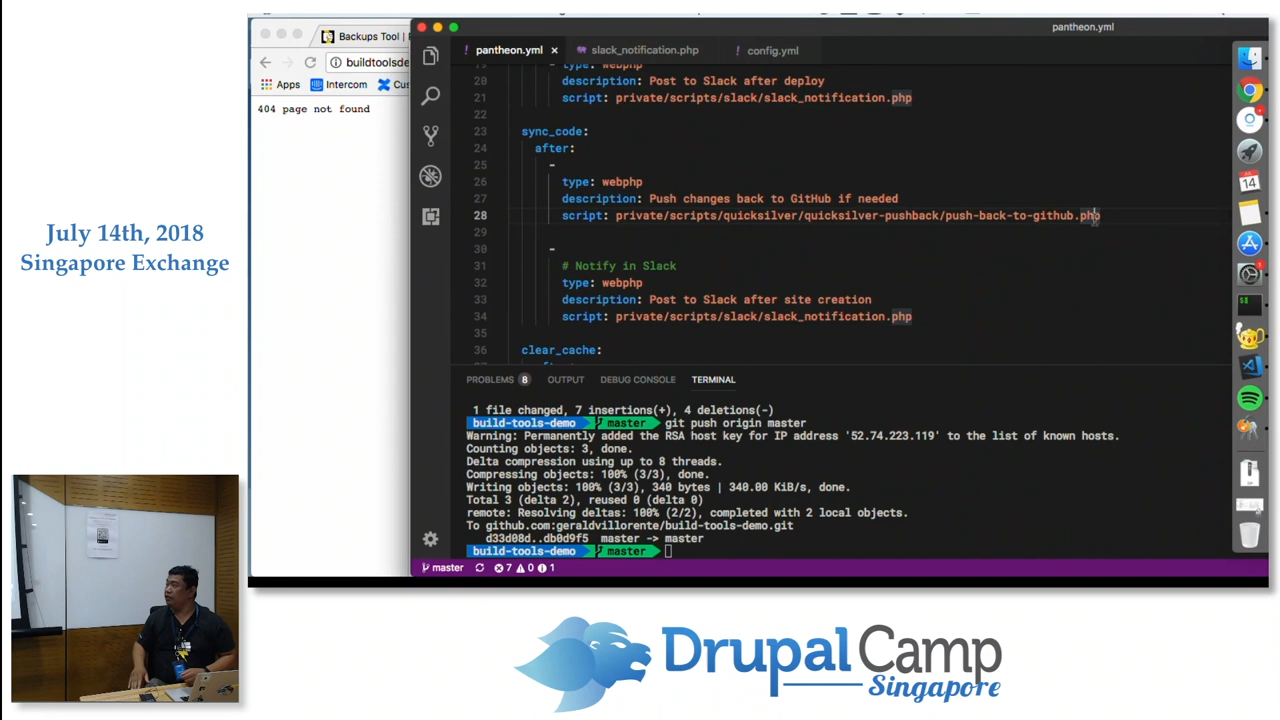 July 14th, 2018
Singapore Exchange
Backups Tool |
buildtoolsde
Apps
Intercom
Cus
404 page not found
pantheon.yml
pantheon.yml
slack_notification.php
config.yml
19 - type: webphp
20 description: Post to Slack after deploy
21 script: private/scripts/slack/slack_notification.php
22
23 sync_code:
24 after:
25 -
26 type: webphp
27 description: Push changes back to GitHub if needed
28 script: private/scripts/quicksilver/quicksilver-pushback/push-back-to-github.php
29
30 -
31 # Notify in Slack
32 type: webphp
33 description: Post to Slack after site creation
34 script: private/scripts/slack/slack_notification.php
35
36 clear_cache:
PROBLEMS 8 OUTPUT DEBUG CONSOLE TERMINAL
1 file changed, 7 insertions(+), 4 deletions(-)
build-tools-demo master git push origin master
Warning: Permanently added the RSA host key for IP address '52.74.223.119' to the list of known hosts.
Counting objects: 3, done.
Delta compression using up to 8 threads.
Compressing objects: 100% (3/3), done.
Writing objects: 100% (3/3), 340 bytes | 340.00 KiB/s, done.
Total 3 (delta 2), reused 0 (delta 0)
remote: Resolving deltas: 100% (2/2), completed with 2 local objects.
To github.com:geraldvillorente/build-tools-demo.git
d33d08d..db0d9f5 master -> master
build-tools-demo master
master 7 0 1
DrupalCamp
Singapore